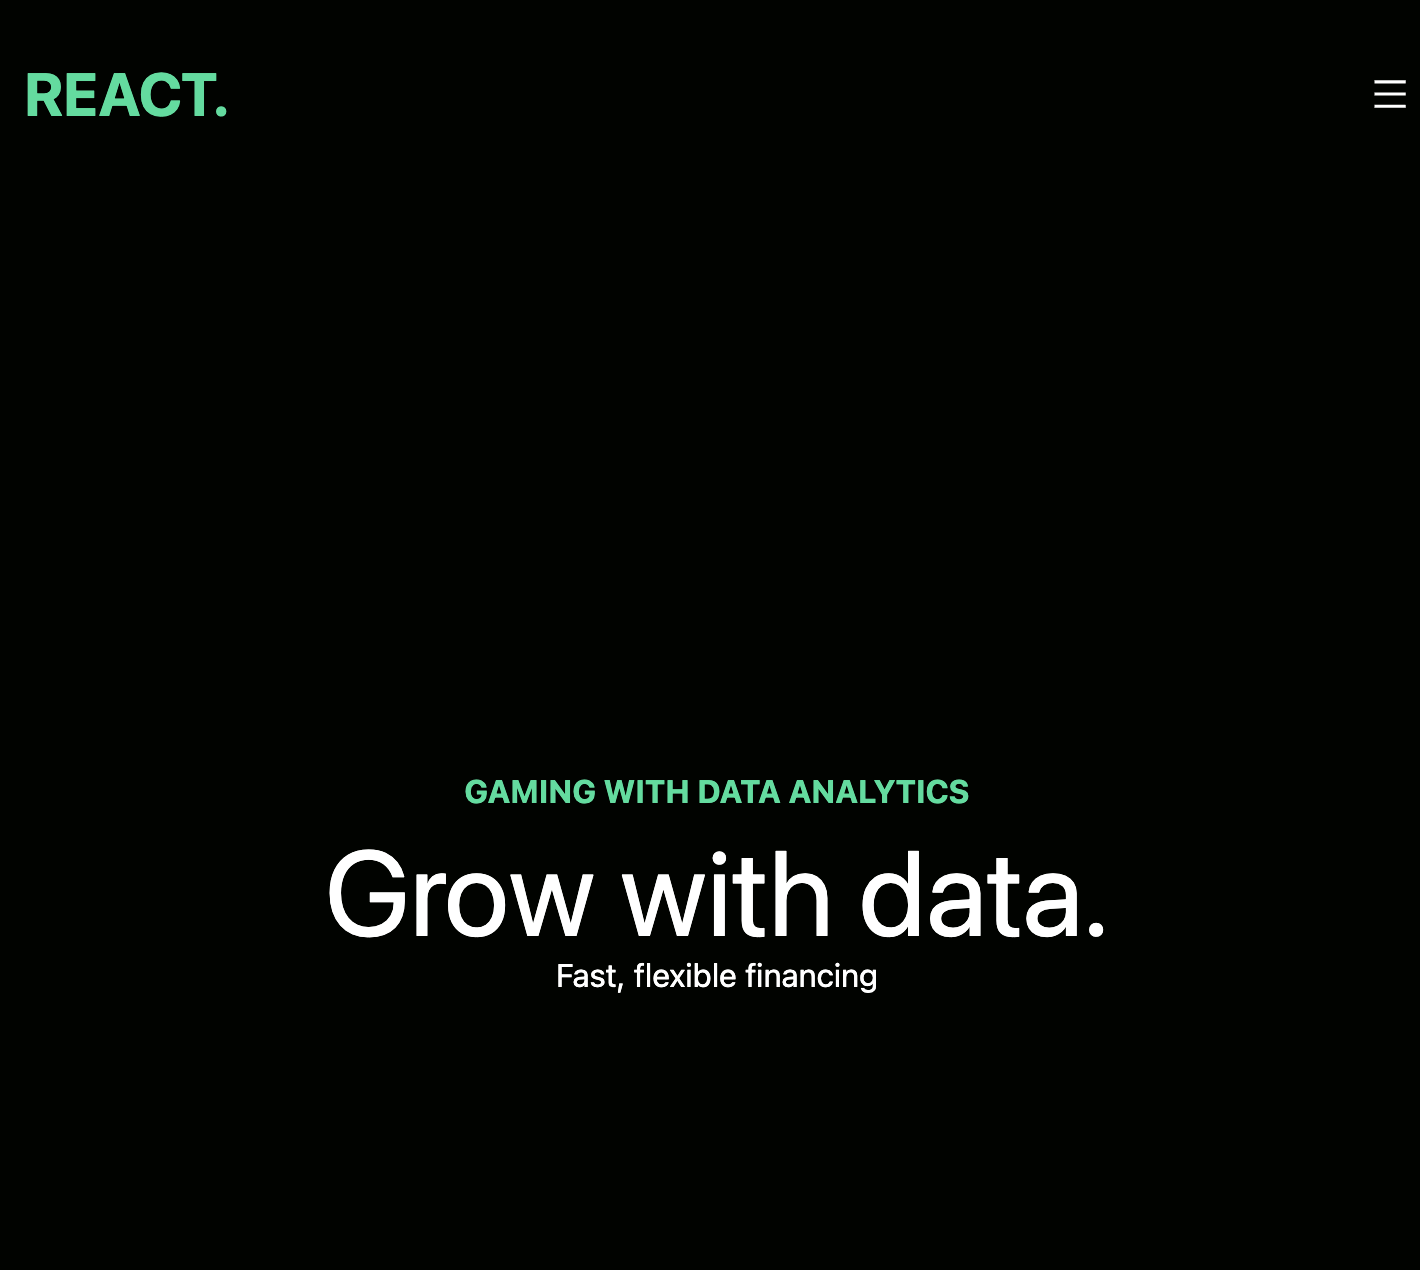 REACT.
GAMING WITH DATA ANALYTICS
Grow with data.
Fast, flexible financing